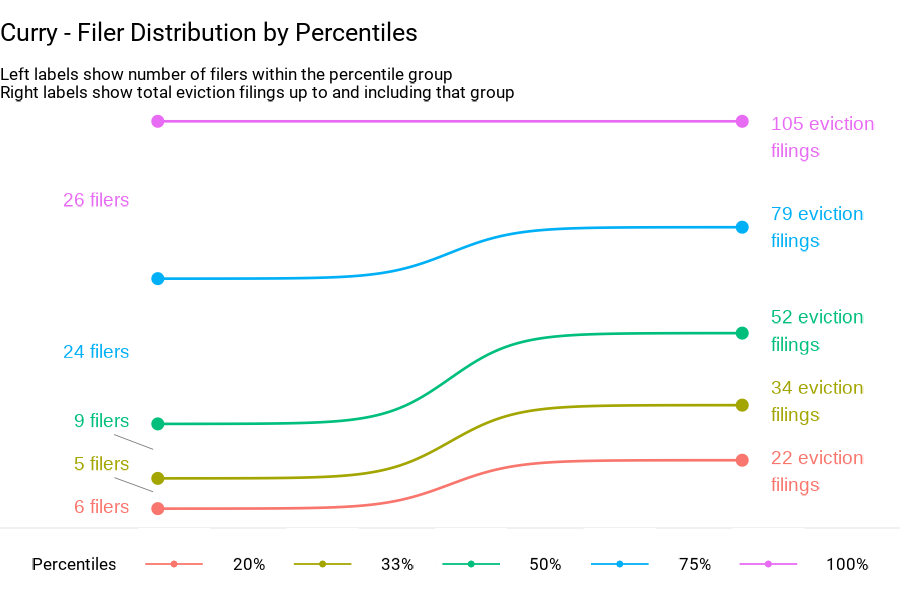 Curry - Filer Distribution by Percentiles
Left labels show number of filers within the percentile group
Right labels show total eviction filings up to and including that group
105 eviction
filings
26 filers
79 eviction
filings
52 eviction
filings
24 filers
34 eviction
filings
9 filers
5 filers
22 eviction
filings
6 filers
Percentiles 20% 33% 50% 75% 100%